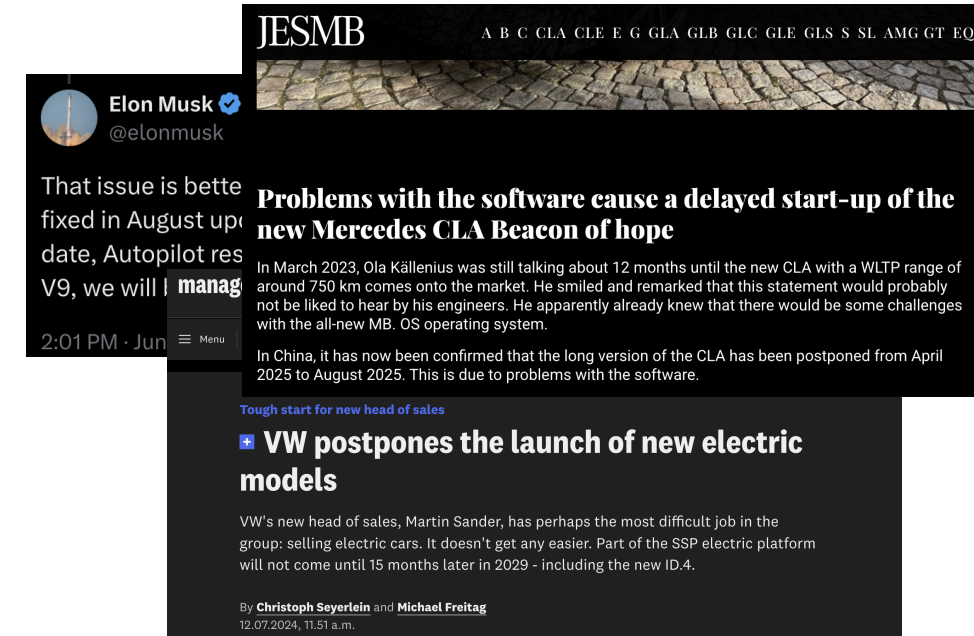 JESMB
A B C CLA CLE E G GLA GLB GLC GLE GLS S SL AMG GT EQ
Elon Musk
@elonmusk
That issue is bette
fixed in August upd
date, Autopilot res
V9, we will
2:01 PM · Jun
Problems with the software cause a delayed start-up of the
new Mercedes CLA Beacon of hope
In March 2023, Ola Källenius was still talking about 12 months until the new CLA with a WLTP range of
around 750 km comes onto the market. He smiled and remarked that this statement would probably
not be liked to hear by his engineers. He apparently already knew that there would be some challenges
with the all-new MB. OS operating system.
In China, it has now been confirmed that the long version of the CLA has been postponed from April
2025 to August 2025. This is due to problems with the software.
manage
Menu
Tough start for new head of sales
VW postpones the launch of new electric
models
VW's new head of sales, Martin Sander, has perhaps the most difficult job in the
group: selling electric cars. It doesn't get any easier. Part of the SSP electric platform
will not come until 15 months later in 2029 - including the new ID.4.
By Christoph Seyerlein and Michael Freitag
12.07.2024, 11.51 a.m.